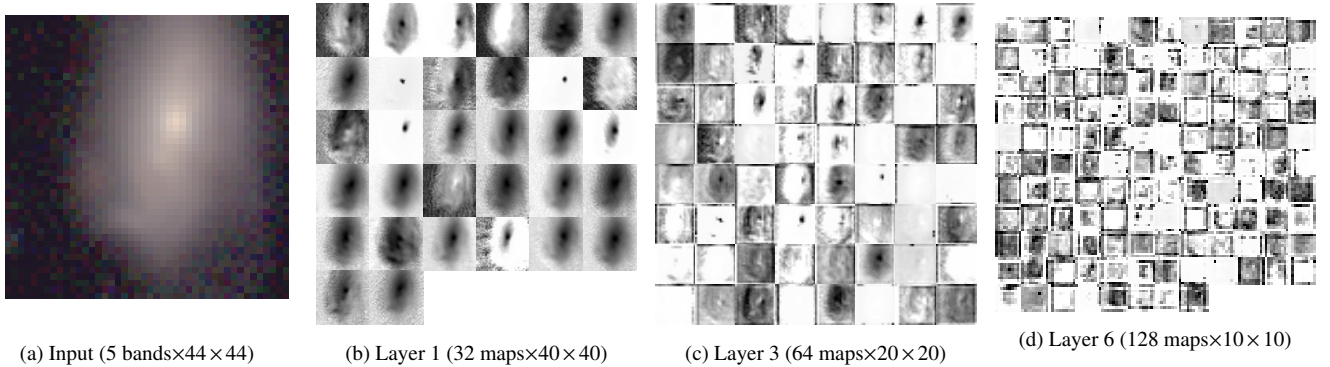 (a) Input (5 bands×44×44)
(b) Layer 1 (32 maps×40×40)
(c) Layer 3 (64 maps×20×20)
(d) Layer 6 (128 maps×10×10)